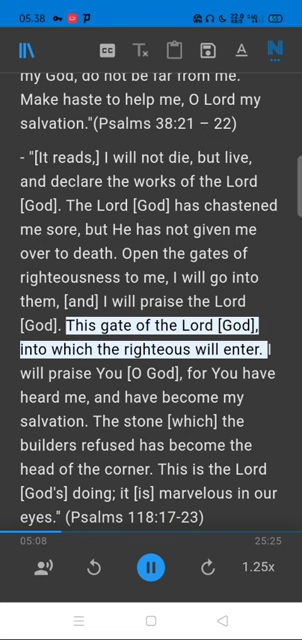 05.38
my God, do not be far from me.
Make haste to help me, O Lord my
salvation."(Psalms 38:21 – 22)
- "[It reads,] I will not die, but live,
and declare the works of the Lord
[God]. The Lord [God] has chastened
me sore, but He has not given me
over to death. Open the gates of
righteousness to me, I will go into
them, [and] I will praise the Lord
[God]. This gate of the Lord [God],
into which the righteous will enter. I
will praise You [O God], for You have
heard me, and have become my
salvation. The stone [which] the
builders refused has become the
head of the corner. This is the Lord
[God's] doing; it [is] marvelous in our
eyes." (Psalms 118:17-23)
05:08 25:25
1.25x